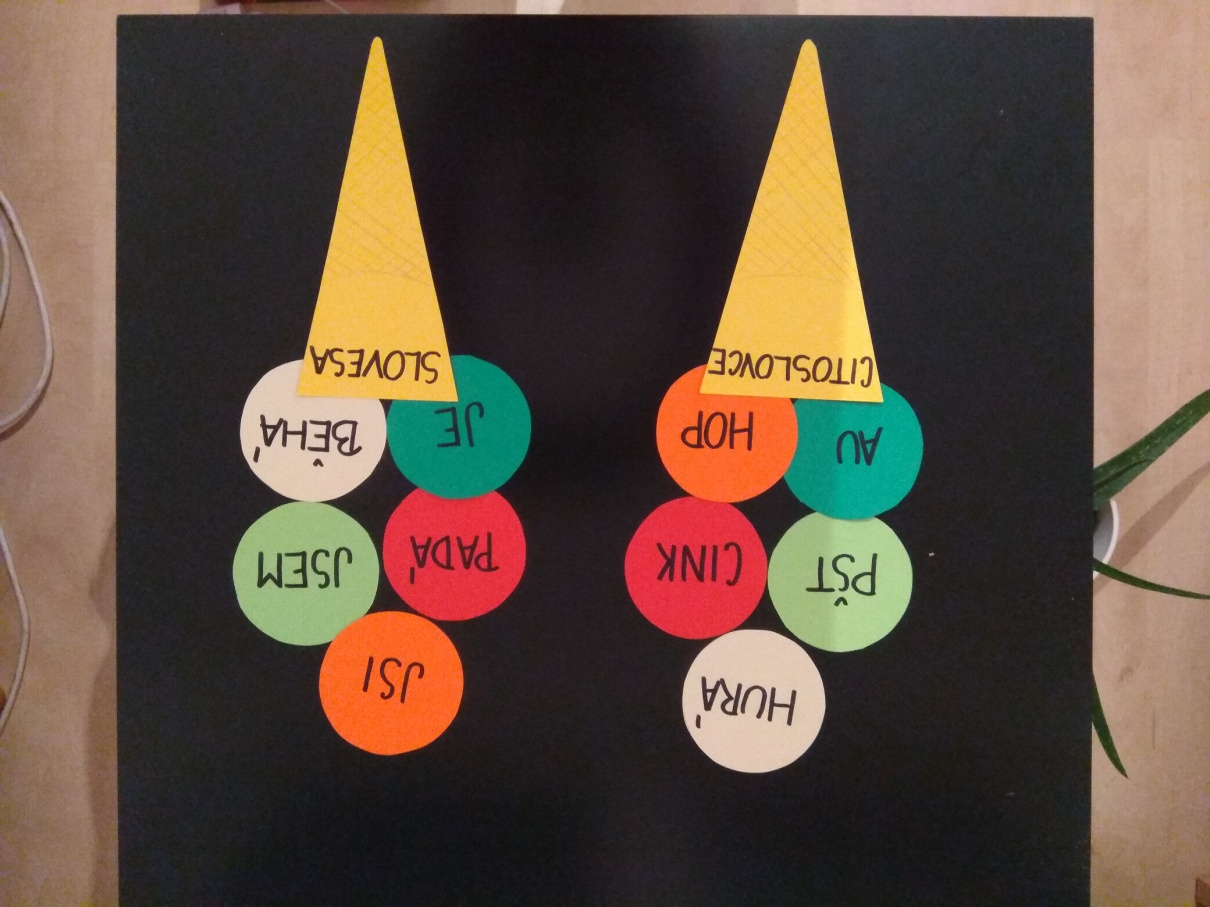 HURÁ
PŠT
CINK
AU
HOP
CITOSLOVCE
JSI
PADÁ
JSEM
JE
BĚHÁ
SLOVESA